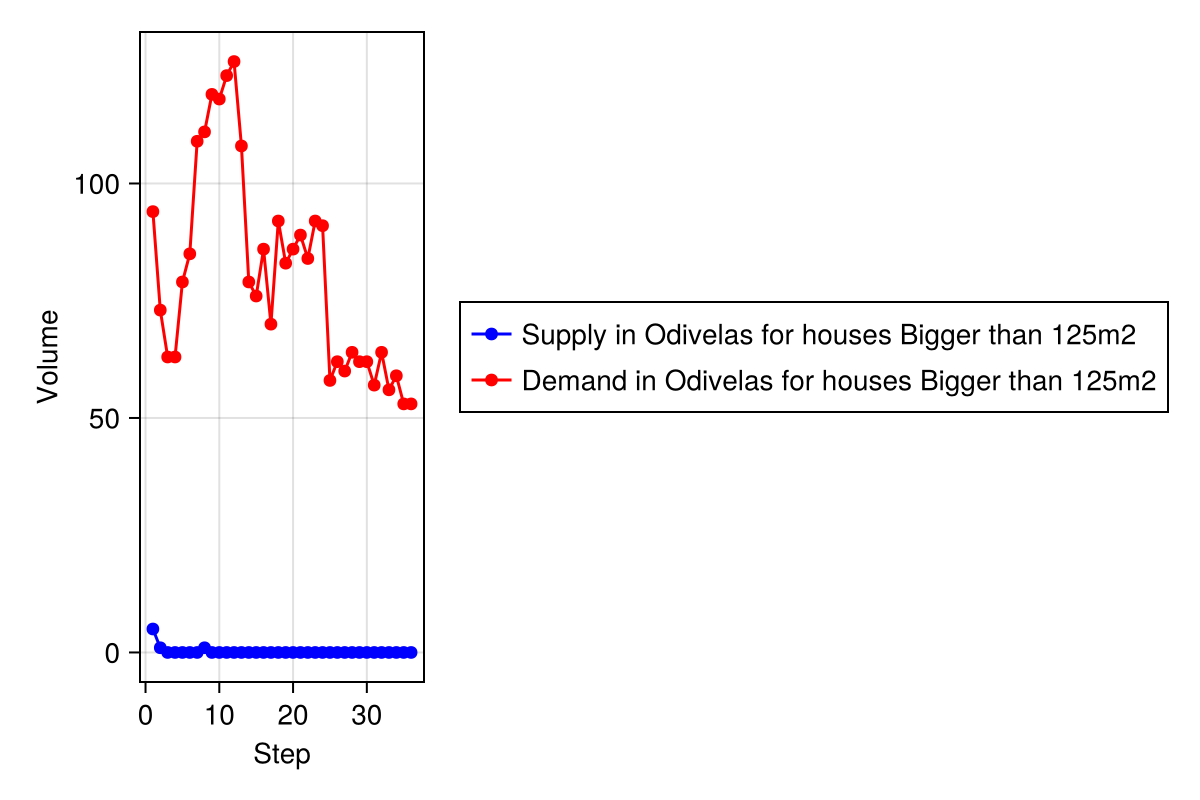 Volume
100
50
0
0 10 20 30
Step
Supply in Odivelas for houses Bigger than 125m2
Demand in Odivelas for houses Bigger than 125m2